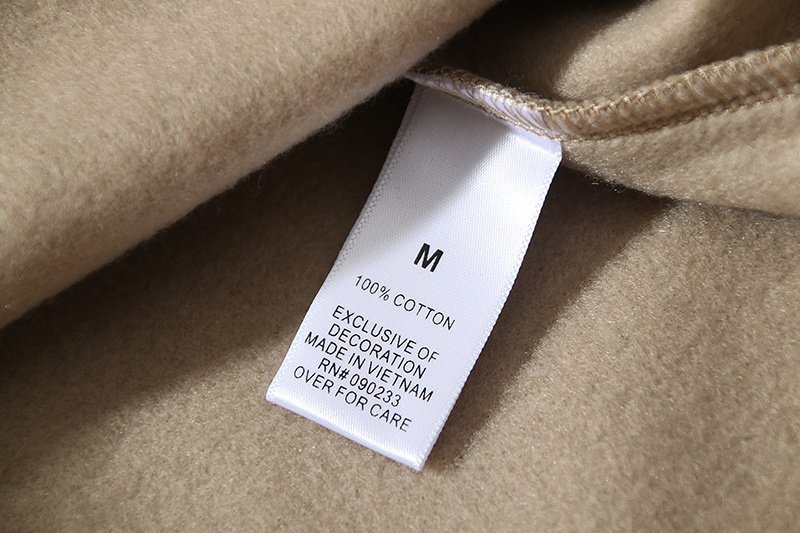 M
100% COTTON
EXCLUSIVE OF
DECORATION
MADE IN VIETNAM
RN# 090233
OVER FOR CARE